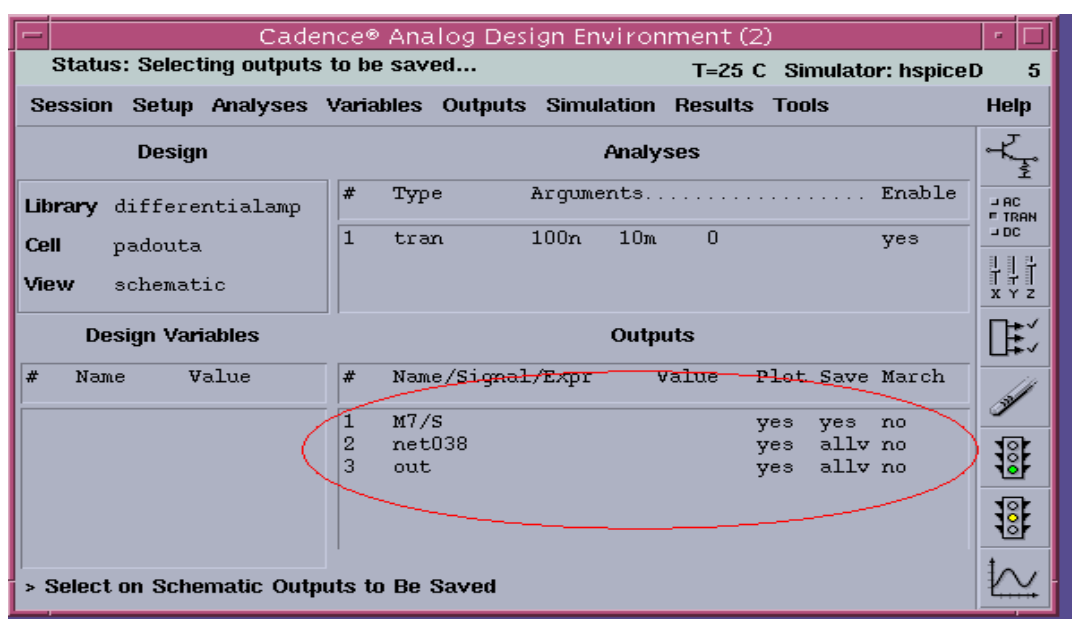 Cadence® Analog Design Environment (2)
Status: Selecting outputs to be saved... T=25 C Simulator: hspiceD 5
Session Setup Analyses Variables Outputs Simulation Results Tools Help
Design
Analyses
Library differentialamp
Cell padouta
View schematic
# Type Arguments.................... Enable
1 tran 100n 10m 0 yes
AC
TRAN
DC
X Y Z
Design Variables
Outputs
# Name Value
# Name/Signal/Expr Value Plot Save March
1 M7/S yes yes no
2 net038 yes allv no
3 out yes allv no
> Select on Schematic Outputs to Be Saved